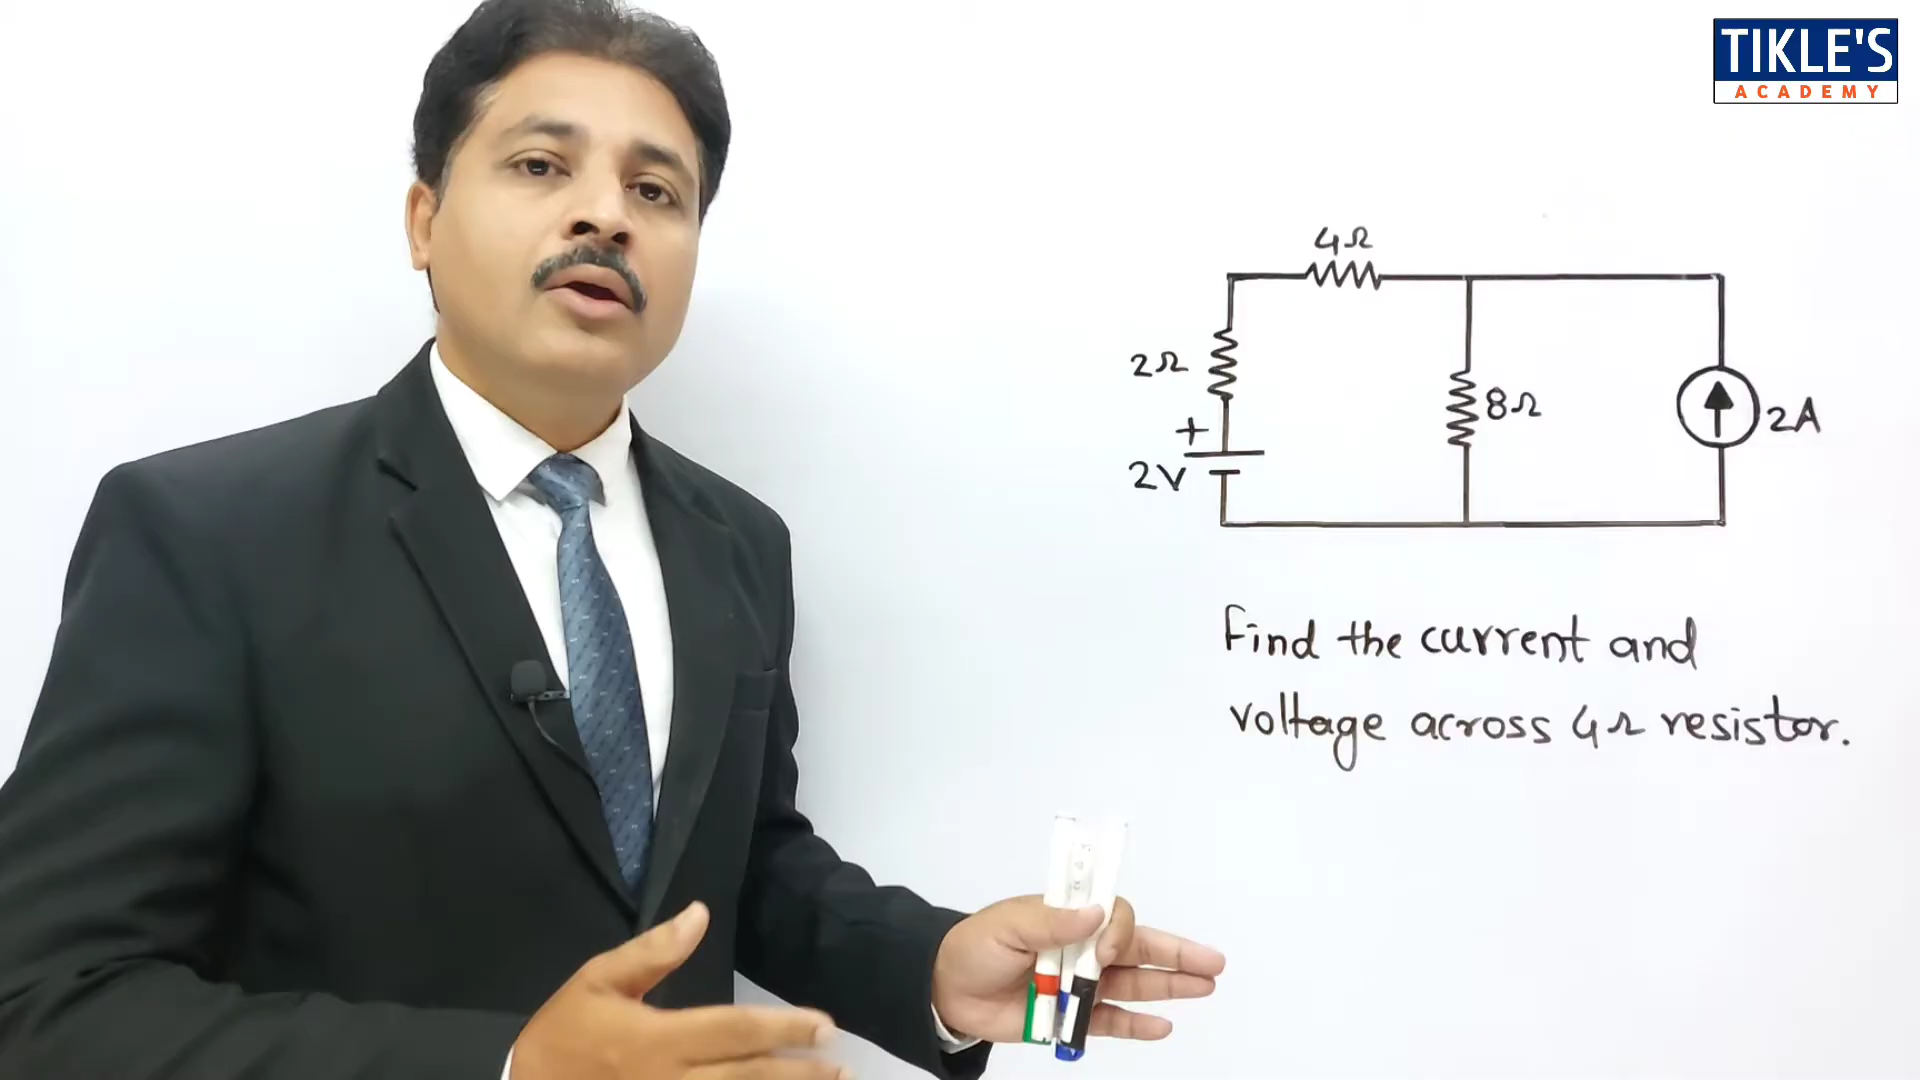 TIKLE'S
ACADEMY
4Ω
2Ω
+
8Ω
2A
2V
Find the current and
voltage across 4Ω resistor.